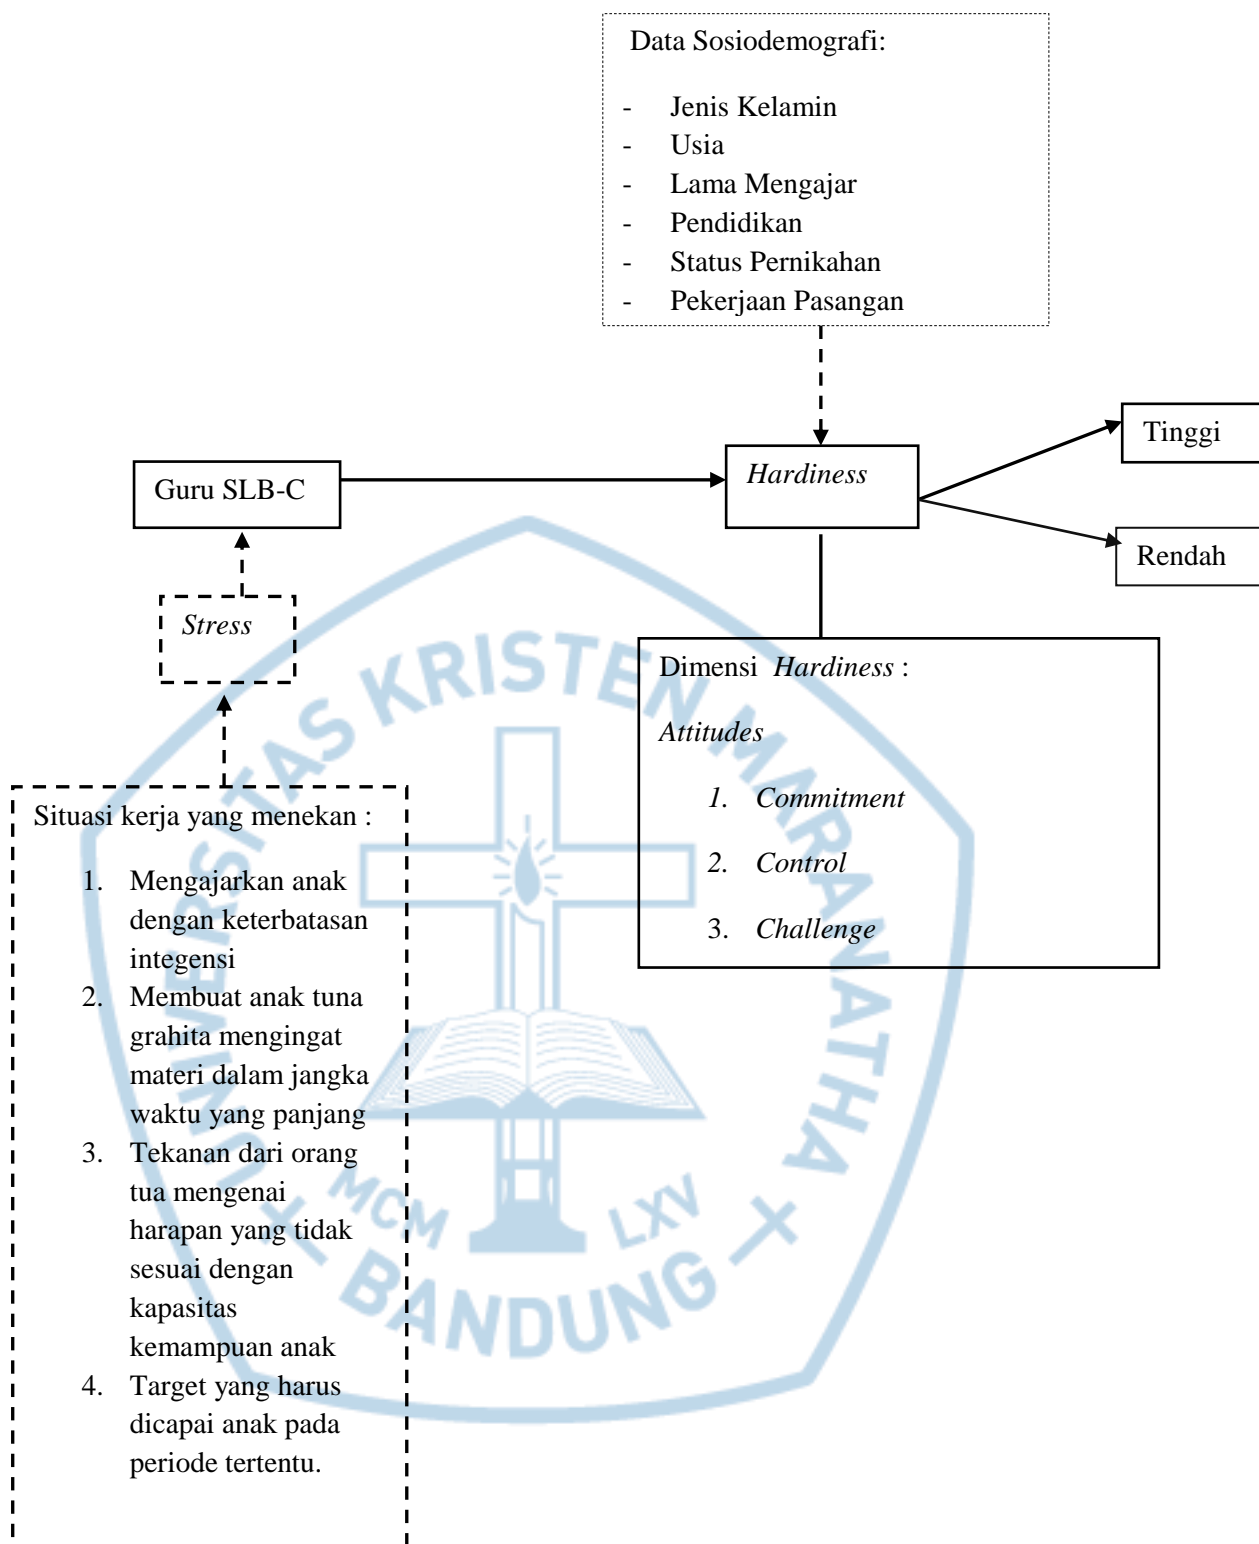 Data Sosiodemografi:
- Jenis Kelamin
- Usia
- Lama Mengajar
- Pendidikan
- Status Pernikahan
- Pekerjaan Pasangan
Tinggi
Hardiness
Guru SLB-C
Rendah
Stress
Dimensi Hardiness :
Attitudes
1. Commitment
2. Control
3. Challenge
Situasi kerja yang menekan :
1. Mengajarkan anak
dengan keterbatasan
integensi
2. Membuat anak tuna
grahita mengingat
materi dalam jangka
waktu yang panjang
3. Tekanan dari orang
tua mengenai
harapan yang tidak
sesuai dengan
kapasitas
kemampuan anak
4. Target yang harus
dicapai anak pada
periode tertentu.
UNIVERSITAS KRISTEN MARANATHA
MCM LXV
BANDUNG